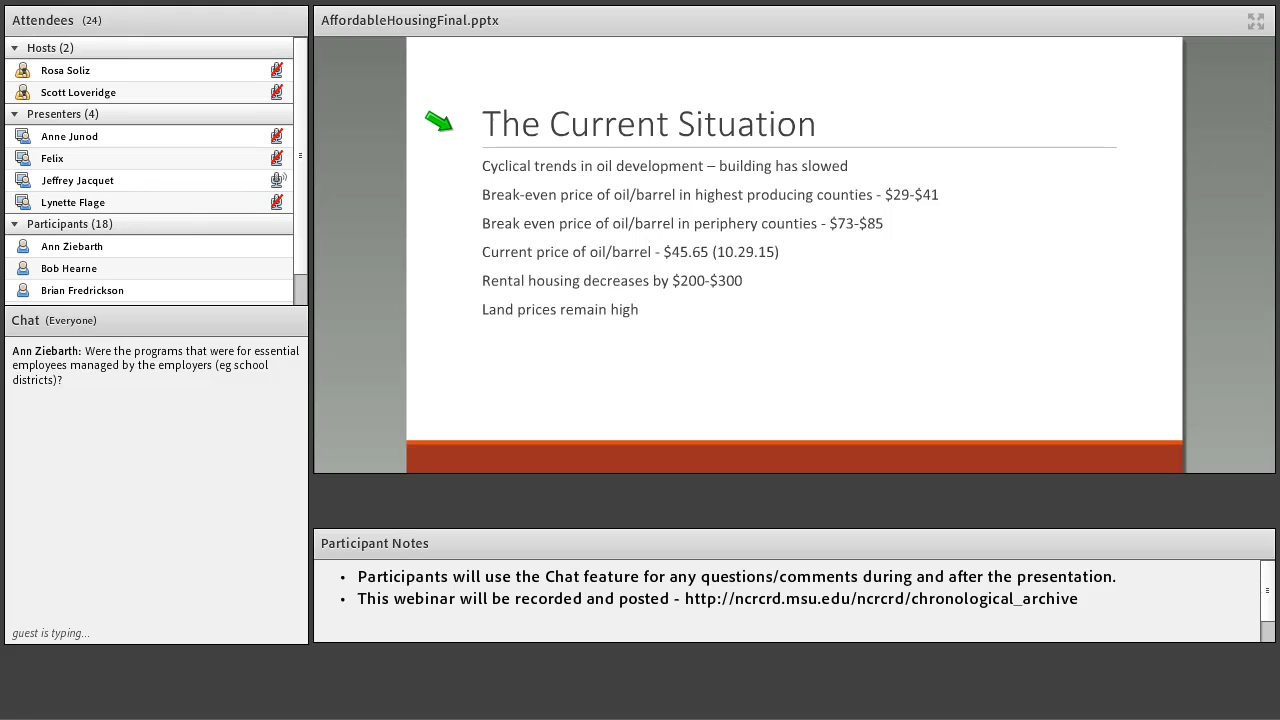 Attendees (24)
Hosts (2)
Rosa Soliz
Scott Loveridge
Presenters (4)
Anne Junod
Felix
Jeffrey Jacquet
Lynette Flage
Participants (18)
Ann Ziebarth
Bob Hearne
Brian Fredrickson
Chat (Everyone)
Ann Ziebarth: Were the programs that were for essential
employees managed by the employers (eg school
districts)?
guest is typing...
AffordableHousingFinal.pptx
The Current Situation
Cyclical trends in oil development – building has slowed
Break-even price of oil/barrel in highest producing counties - $29-$41
Break even price of oil/barrel in periphery counties - $73-$85
Current price of oil/barrel - $45.65 (10.29.15)
Rental housing decreases by $200-$300
Land prices remain high
Participant Notes
• Participants will use the Chat feature for any questions/comments during and after the presentation.
• This webinar will be recorded and posted - http://ncrcrd.msu.edu/ncrcrd/chronological_archive